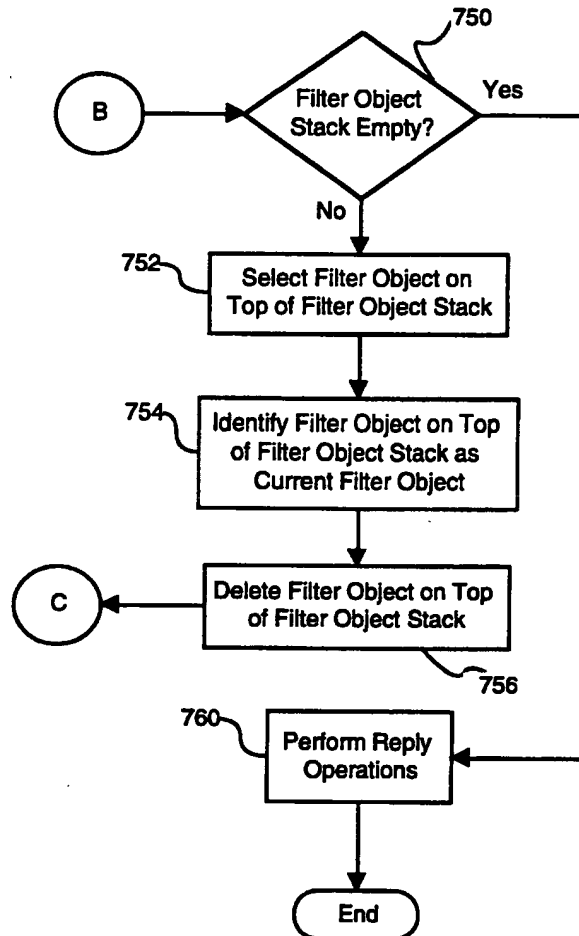 750
Filter Object
Stack Empty?
Yes
B
No
752
Select Filter Object on
Top of Filter Object Stack
754
Identify Filter Object on Top
of Filter Object Stack as
Current Filter Object
C
Delete Filter Object on Top
of Filter Object Stack
756
760
Perform Reply
Operations
End